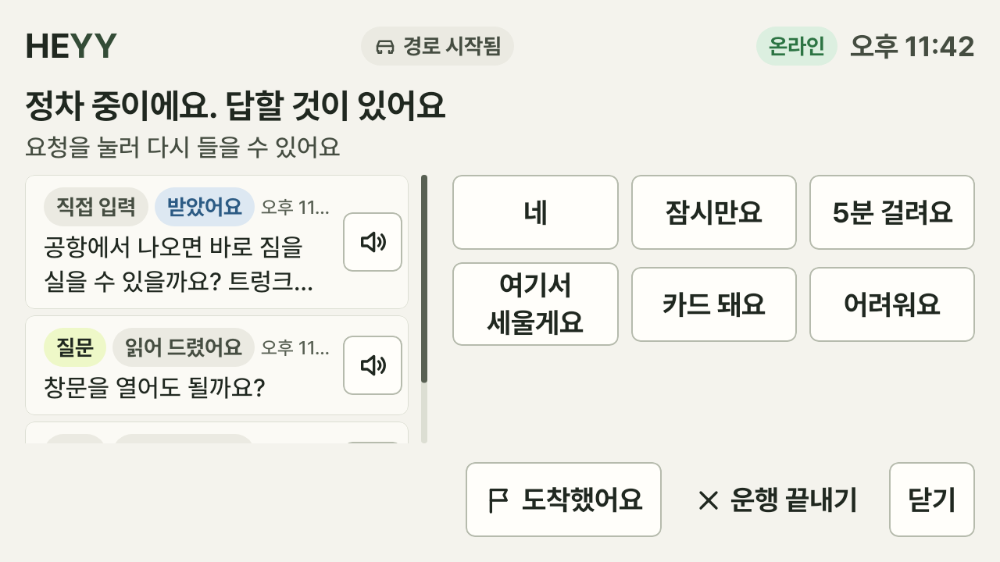 HEYY
경로 시작됨
온라인
오후 11:42
정차 중이에요. 답할 것이 있어요
요청을 눌러 다시 들을 수 있어요
직접 입력
받았어요
오후 11...
공항에서 나오면 바로 짐을
실을 수 있을까요? 트렁크...
질문
읽어 드렸어요
오후 11...
창문을 열어도 될까요?
네
잠시만요
5분 걸려요
여기서
세울게요
카드 돼요
어려워요
도착했어요
운행 끝내기
닫기